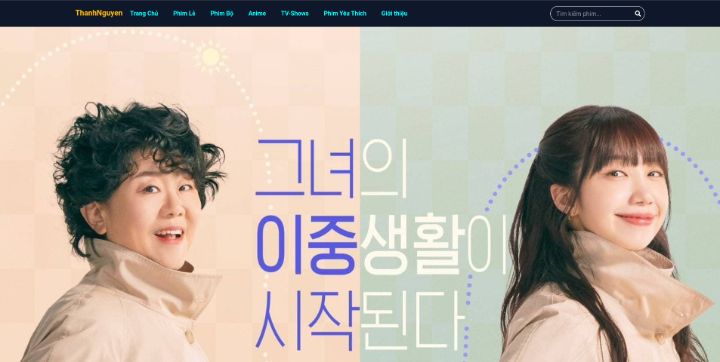 ThanhNguyen Trang Chủ Phim Lẻ Phim Bộ Anime TV-Shows Phim Yêu Thích Giới thiệu Tìm kiếm phim...
그녀의
이중생활이
시작된다